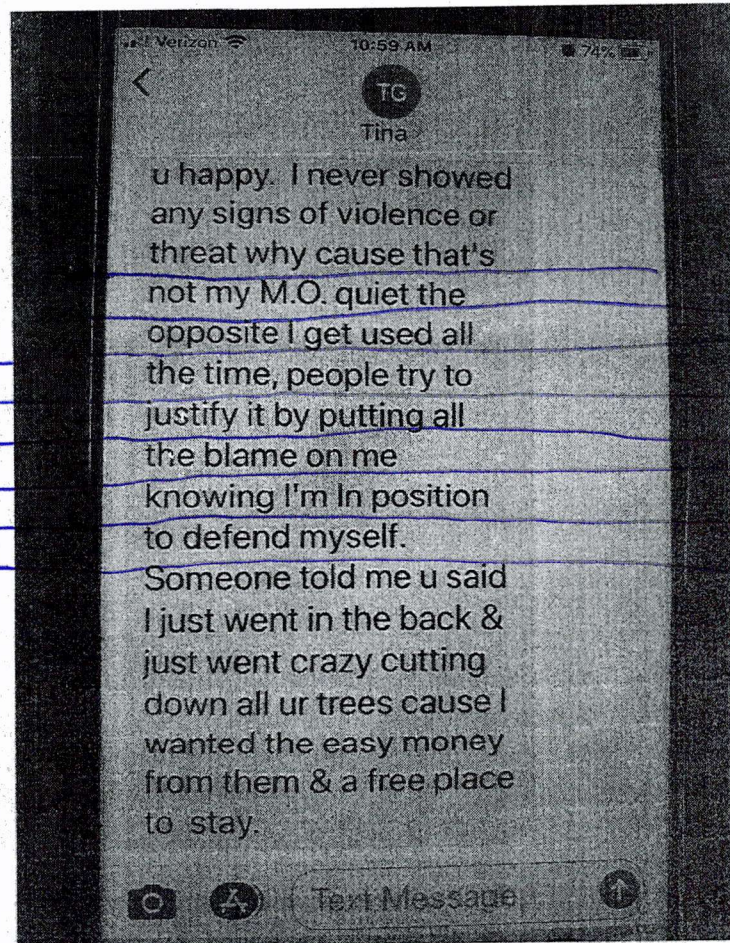 Verizon
10:59 AM
74%
TG
Tina
u happy. I never showed
any signs of violence or
threat why cause that's
not my M.O. quiet the
opposite I get used all
the time, people try to
justify it by putting all
the blame on me
knowing I'm In position
to defend myself.
Someone told me u said
I just went in the back &
just went crazy cutting
down all ur trees cause I
wanted the easy money
from them & a free place
to stay.
Text Message